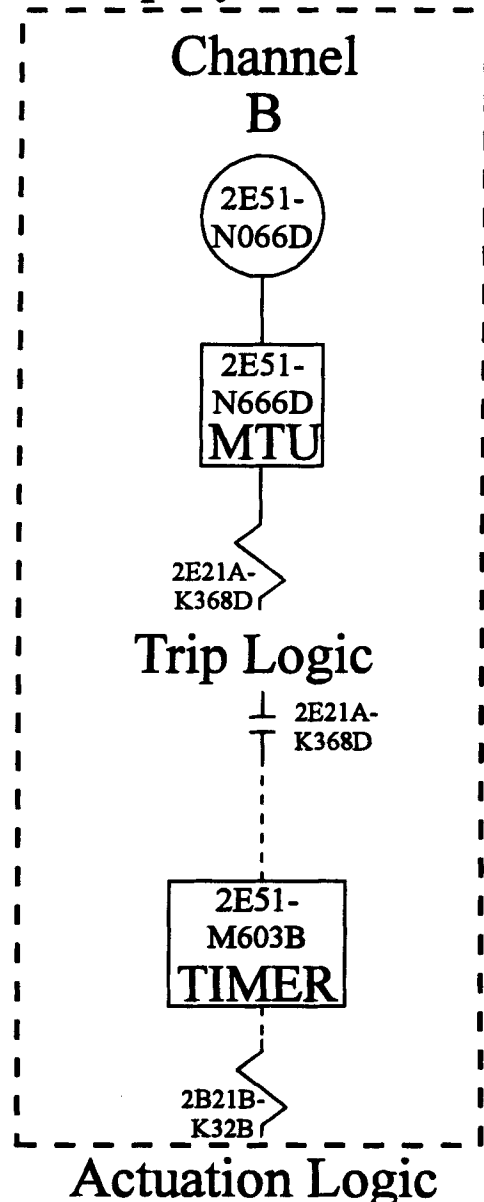 Channel
B
2E51-
N066D
2E51-
N666D
MTU
2E21A-
K368D
Trip Logic
2E21A-
K368D
2E51-
M603B
TIMER
2B21B-
K32B
Actuation Logic